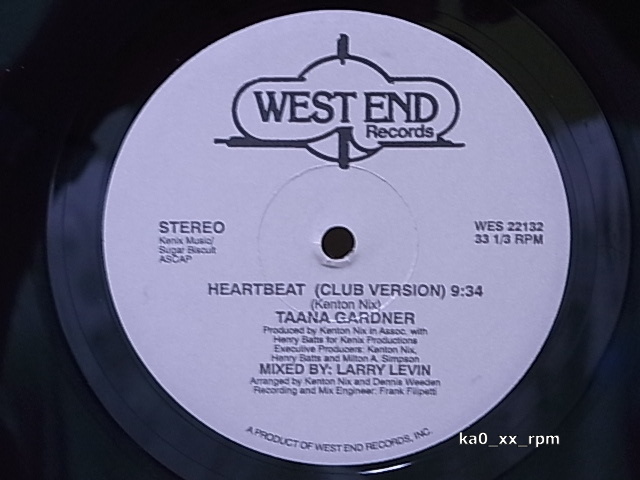 WEST END
Records
STEREO
Kenix Music/
Sugar Biscuit
ASCAP
WES 22132
33 1/3 RPM
HEARTBEAT (CLUB VERSION) 9:34
(Kenton Nix)
TAANA GARDNER
Produced by Kenton Nix in Assoc. with
Henry Batts for Kenix Productions
Executive Producers: Kenton Nix,
Henry Batts and Milton A. Simpson
MIXED BY: LARRY LEVIN
Arranged by Kenton Nix and Dennis Weeden
Recording and Mix Engineer: Frank Filipetti
A PRODUCT OF WEST END RECORDS, INC.
ka0_xx_rpm